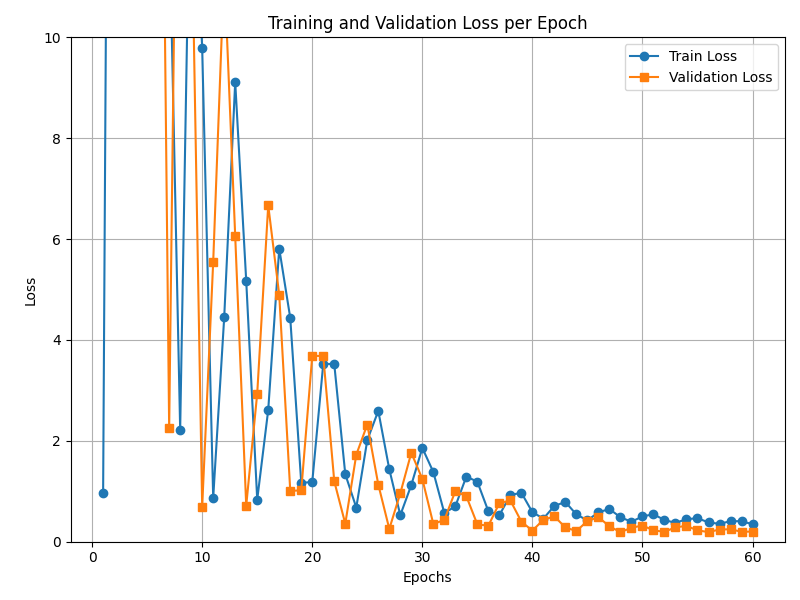 Training and Validation Loss per Epoch
Train Loss
Validation Loss
Loss
10
8
6
4
2
0
0 10 20 30 40 50 60
Epochs